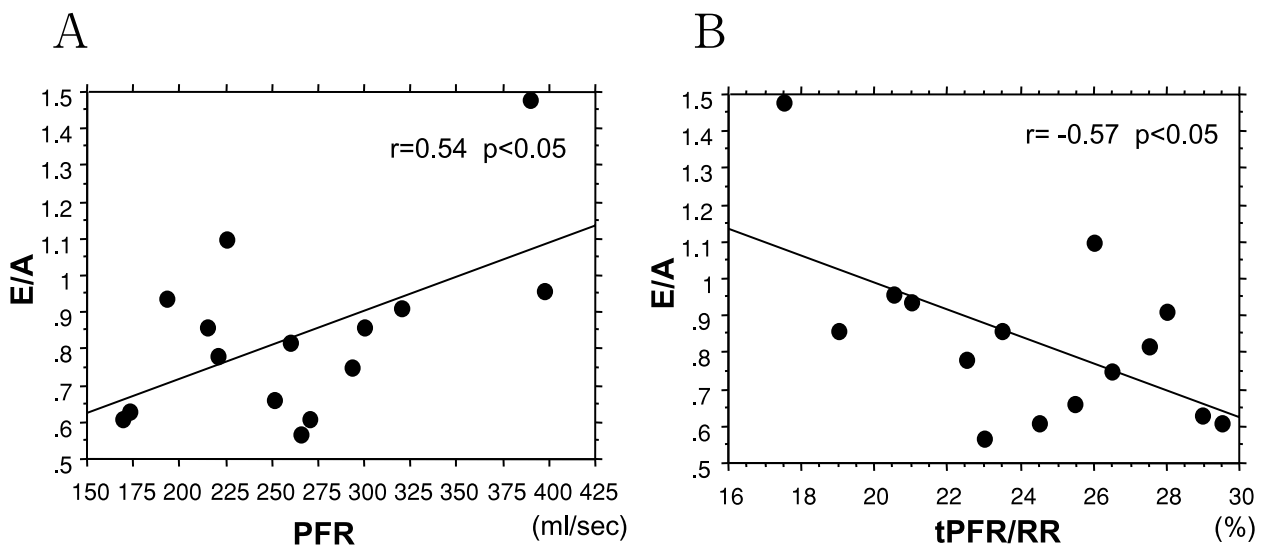 A
1.5
1.4
1.3
1.2
1.1
1
.9
.8
.7
.6
.5
E/A
r=0.54 p<0.05
150 175 200 225 250 275 300 325 350 375 400 425
PFR
(ml/sec)
B
1.5
1.4
1.3
1.2
1.1
1
.9
.8
.7
.6
.5
E/A
r= -0.57 p<0.05
16 18 20 22 24 26 28 30
tPFR/RR
(%)